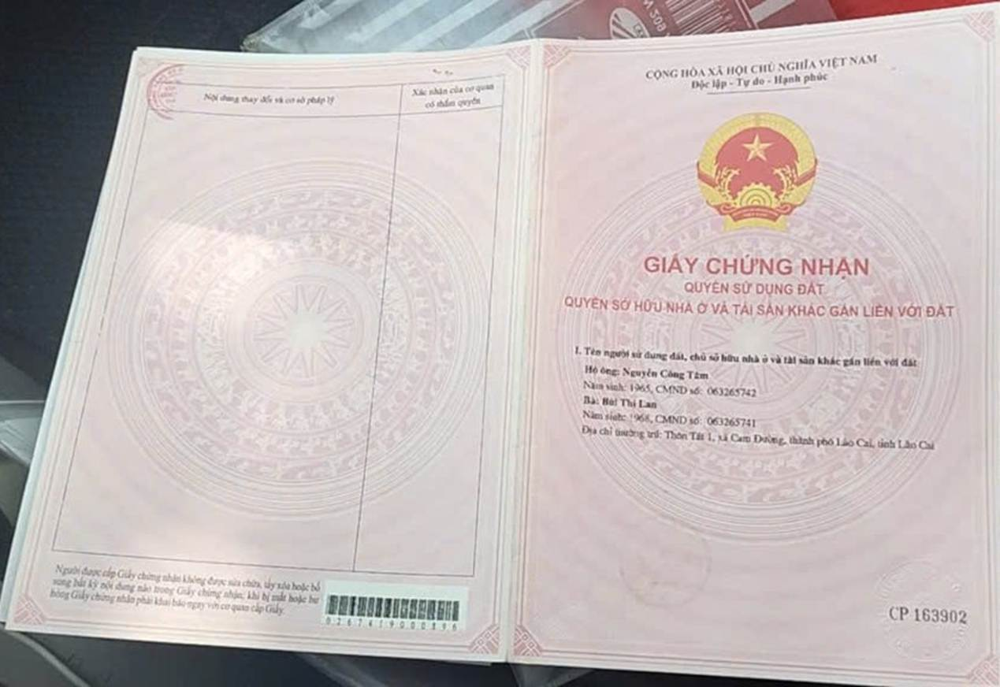 Nội dung thay đổi và cơ sở pháp lý
Xác nhận của cơ quan
có thẩm quyền
Người được cấp Giấy chứng nhận không được sửa chữa, tẩy xóa hoặc bổ
sung bất kỳ nội dung nào trong Giấy chứng nhận; khi bị mất hoặc hư
hỏng Giấy chứng nhận phải khai báo ngay với cơ quan cấp Giấy.
0267419000896
CỘNG HÒA XÃ HỘI CHỦ NGHĨA VIỆT NAM
Độc lập - Tự do - Hạnh phúc
GIẤY CHỨNG NHẬN
QUYỀN SỬ DỤNG ĐẤT
QUYỀN SỞ HỮU NHÀ Ở VÀ TÀI SẢN KHÁC GẮN LIỀN VỚI ĐẤT
I. Tên người sử dụng đất, chủ sở hữu nhà ở và tài sản khác gắn liền với đất
Hộ ông: Nguyễn Công Tâm
Năm sinh: 1965, CMND số: 063265742
Bà: Bùi Thị Lan
Năm sinh: 1968, CMND số: 063265741
Địa chỉ thường trú: Thôn Tát 1, xã Cam Đường, thành phố Lào Cai, tỉnh Lào Cai
CP 163902